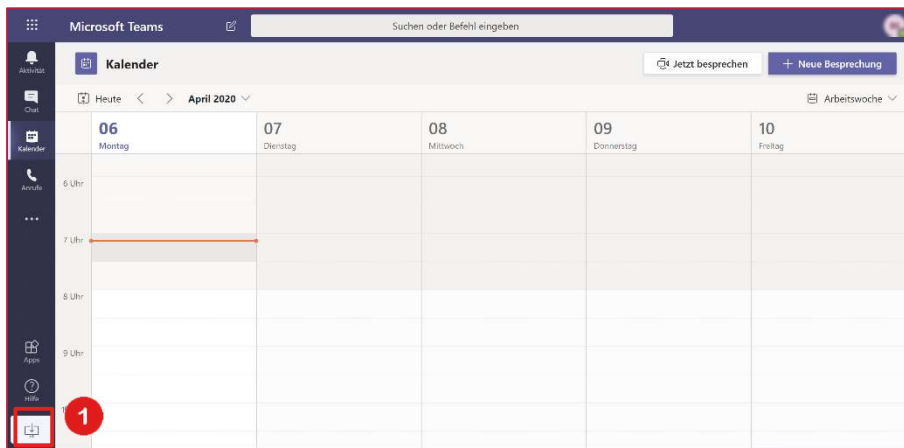 Microsoft Teams
Suchen oder Befehl eingeben
Aktivität
Chat
Kalender
Anrufe
Apps
Hilfe
Kalender
Jetzt besprechen
+ Neue Besprechung
Heute < > April 2020
Arbeitswoche
06 07 08 09 10
Montag Dienstag Mittwoch Donnerstag Freitag
6 Uhr
7 Uhr
8 Uhr
9 Uhr
1